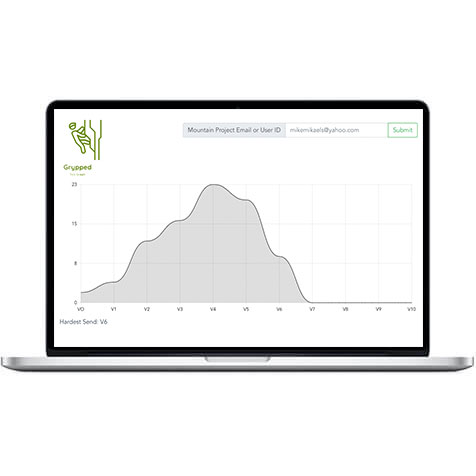 Mountain Project Email or User ID
mikemikaels@yahoo.com
Submit
Grypped
23
15
8
0
V0 V1 V2 V3 V4 V5 V6 V7 V8 V9 V10
Hardest Send: V6